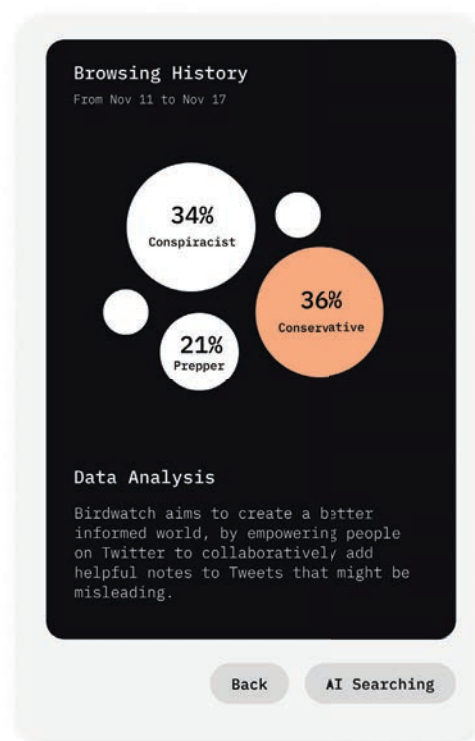 Browsing History
From Nov 11 to Nov 17
34%
Conspiracist
36%
Conservative
21%
Prepper
Data Analysis
Birdwatch aims to create a better
informed world, by empowering people
on Twitter to collaboratively add
helpful notes to Tweets that might be
misleading.
Back
AI Searching